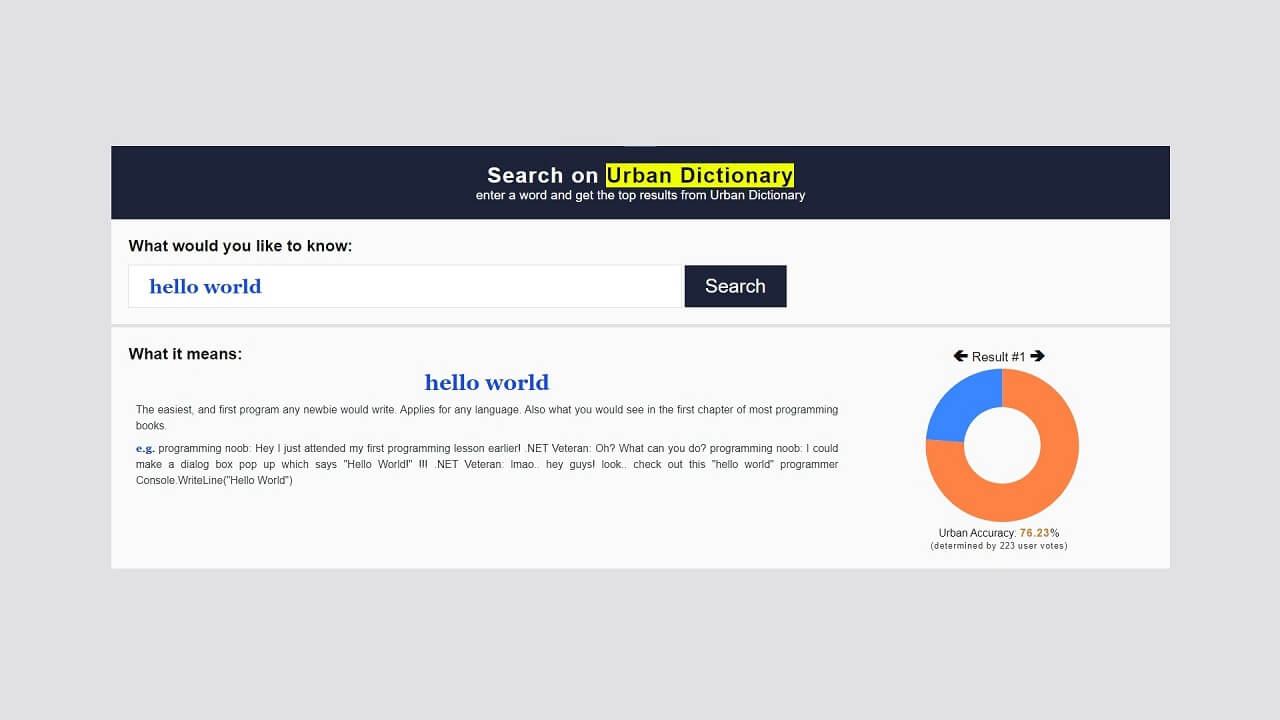 Search on Urban Dictionary
enter a word and get the top results from Urban Dictionary
What would you like to know:
hello world
Search
What it means:
hello world
The easiest, and first program any newbie would write. Applies for any language. Also what you would see in the first chapter of most programming
books.
e.g. programming noob: Hey I just attended my first programming lesson earlier! .NET Veteran: Oh? What can you do? programming noob: I could
make a dialog box pop up which says "Hello World!" !!! .NET Veteran: lmao.. hey guys! look.. check out this "hello world" programmer
Console.WriteLine("Hello World")
Result #1
Urban Accuracy: 76.23%
(determined by 223 user votes)